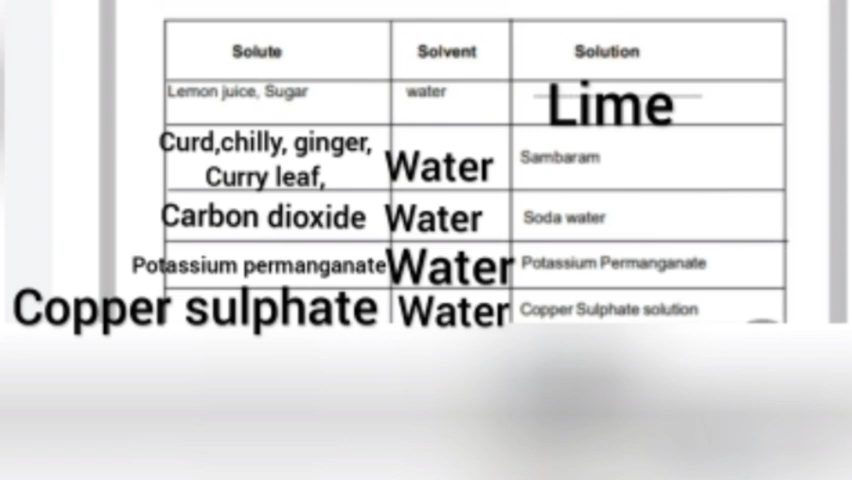 Solute Solvent Solution
Lemon juice, Sugar water Lime
Curd,chilly, ginger,
Curry leaf, Water Sambaram
Carbon dioxide Water Soda water
Potassium permanganate Water Potassium Permanganate
Copper sulphate Water Copper Sulphate solution